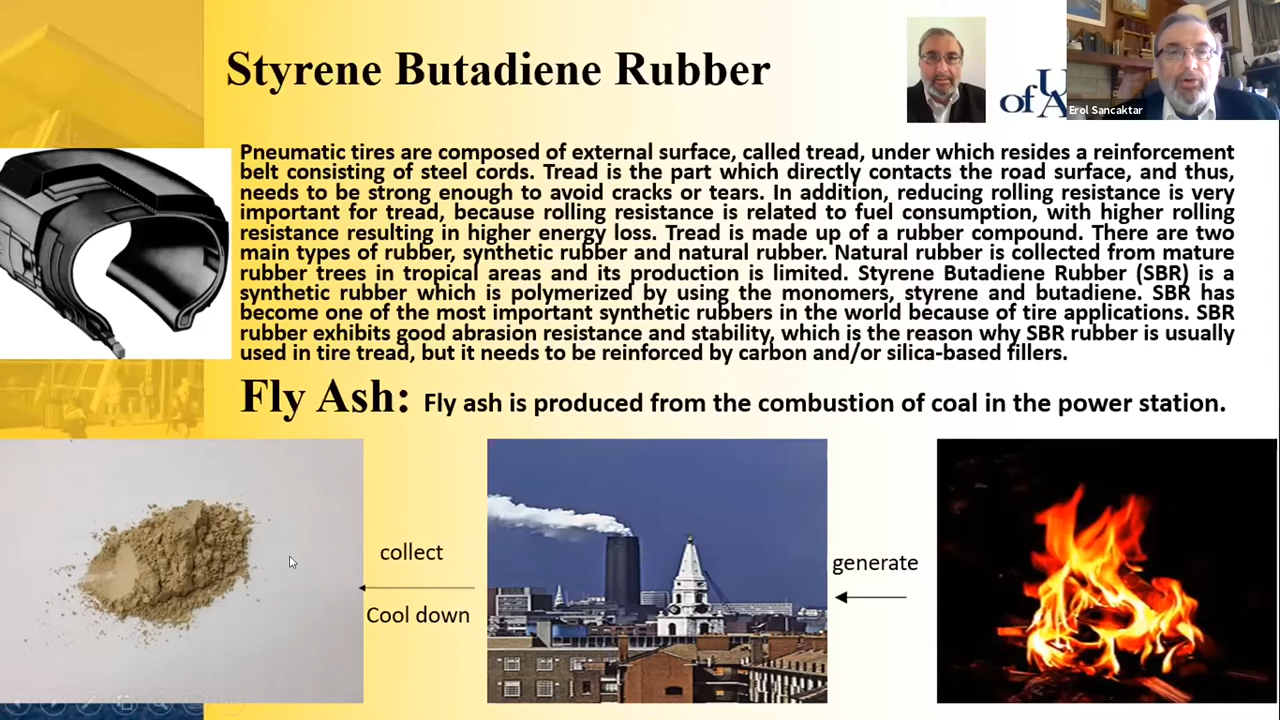 Styrene Butadiene Rubber
U
of A
Erol Sancaktar
Pneumatic tires are composed of external surface, called tread, under which resides a reinforcement
belt consisting of steel cords. Tread is the part which directly contacts the road surface, and thus,
needs to be strong enough to avoid cracks or tears. In addition, reducing rolling resistance is very
important for tread, because rolling resistance is related to fuel consumption, with higher rolling
resistance resulting in higher energy loss. Tread is made up of a rubber compound. There are two
main types of rubber, synthetic rubber and natural rubber. Natural rubber is collected from mature
rubber trees in tropical areas and its production is limited. Styrene Butadiene Rubber (SBR) is a
synthetic rubber which is polymerized by using the monomers, styrene and butadiene. SBR has
become one of the most important synthetic rubbers in the world because of tire applications. SBR
rubber exhibits good abrasion resistance and stability, which is the reason why SBR rubber is usually
used in tire tread, but it needs to be reinforced by carbon and/or silica-based fillers.
Fly Ash: Fly ash is produced from the combustion of coal in the power station.
collect
Cool down
generate